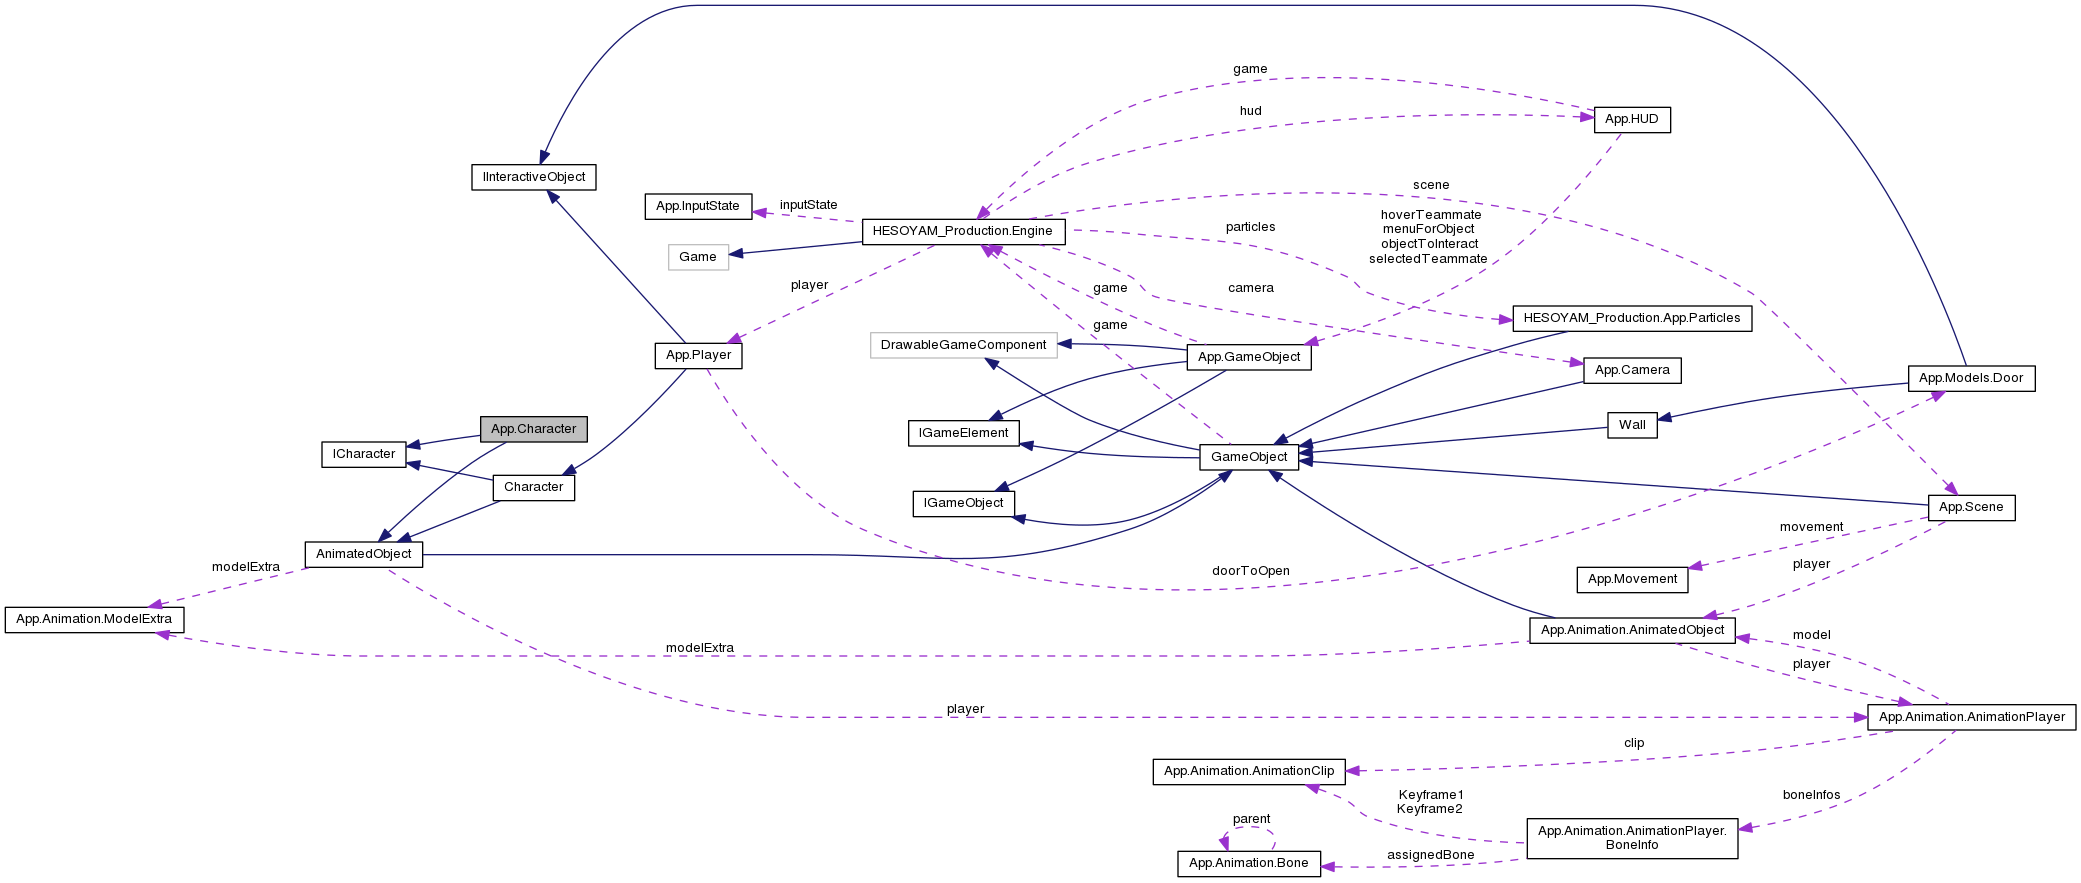 game
hud
App.HUD
IInteractiveObject
scene
App.InputState
inputState
hoverTeammate
menuForObject
objectToInteract
selectedTeammate
HESOYAM_Production.Engine
particles
Game
player
game
camera
HESOYAM_Production.App.Particles
game
DrawableGameComponent
App.GameObject
App.Player
App.Camera
App.Models.Door
App.Character
IGameElement
Wall
ICharacter
GameObject
Character
IGameObject
App.Scene
movement
AnimatedObject
modelExtra
doorToOpen
player
App.Movement
App.Animation.ModelExtra
App.Animation.AnimatedObject
model
modelExtra
player
player
App.Animation.AnimationPlayer
clip
App.Animation.AnimationClip
Keyframe1
Keyframe2
boneInfos
parent
App.Animation.AnimationPlayer.
BoneInfo
assignedBone
App.Animation.Bone